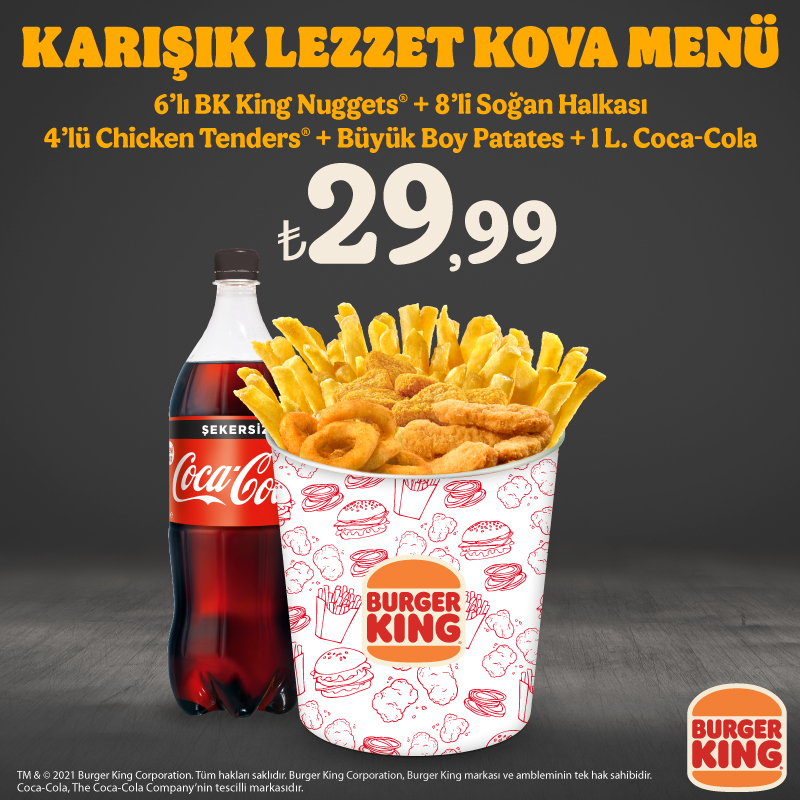 KARIŞIK LEZZET KOVA MENÜ
6'lı BK King Nuggets® + 8'li Soğan Halkası
4'lü Chicken Tenders® + Büyük Boy Patates + 1 L. Coca-Cola
₺29,99
ŞEKERSİZ
Coca-Co
BURGER
KING
BURGER
KING
TM & © 2021 Burger King Corporation. Tüm hakları saklıdır. Burger King Corporation, Burger King markası ve ambleminin tek hak sahibidir.
Coca-Cola, The Coca-Cola Company'nin tescilli markasıdır.